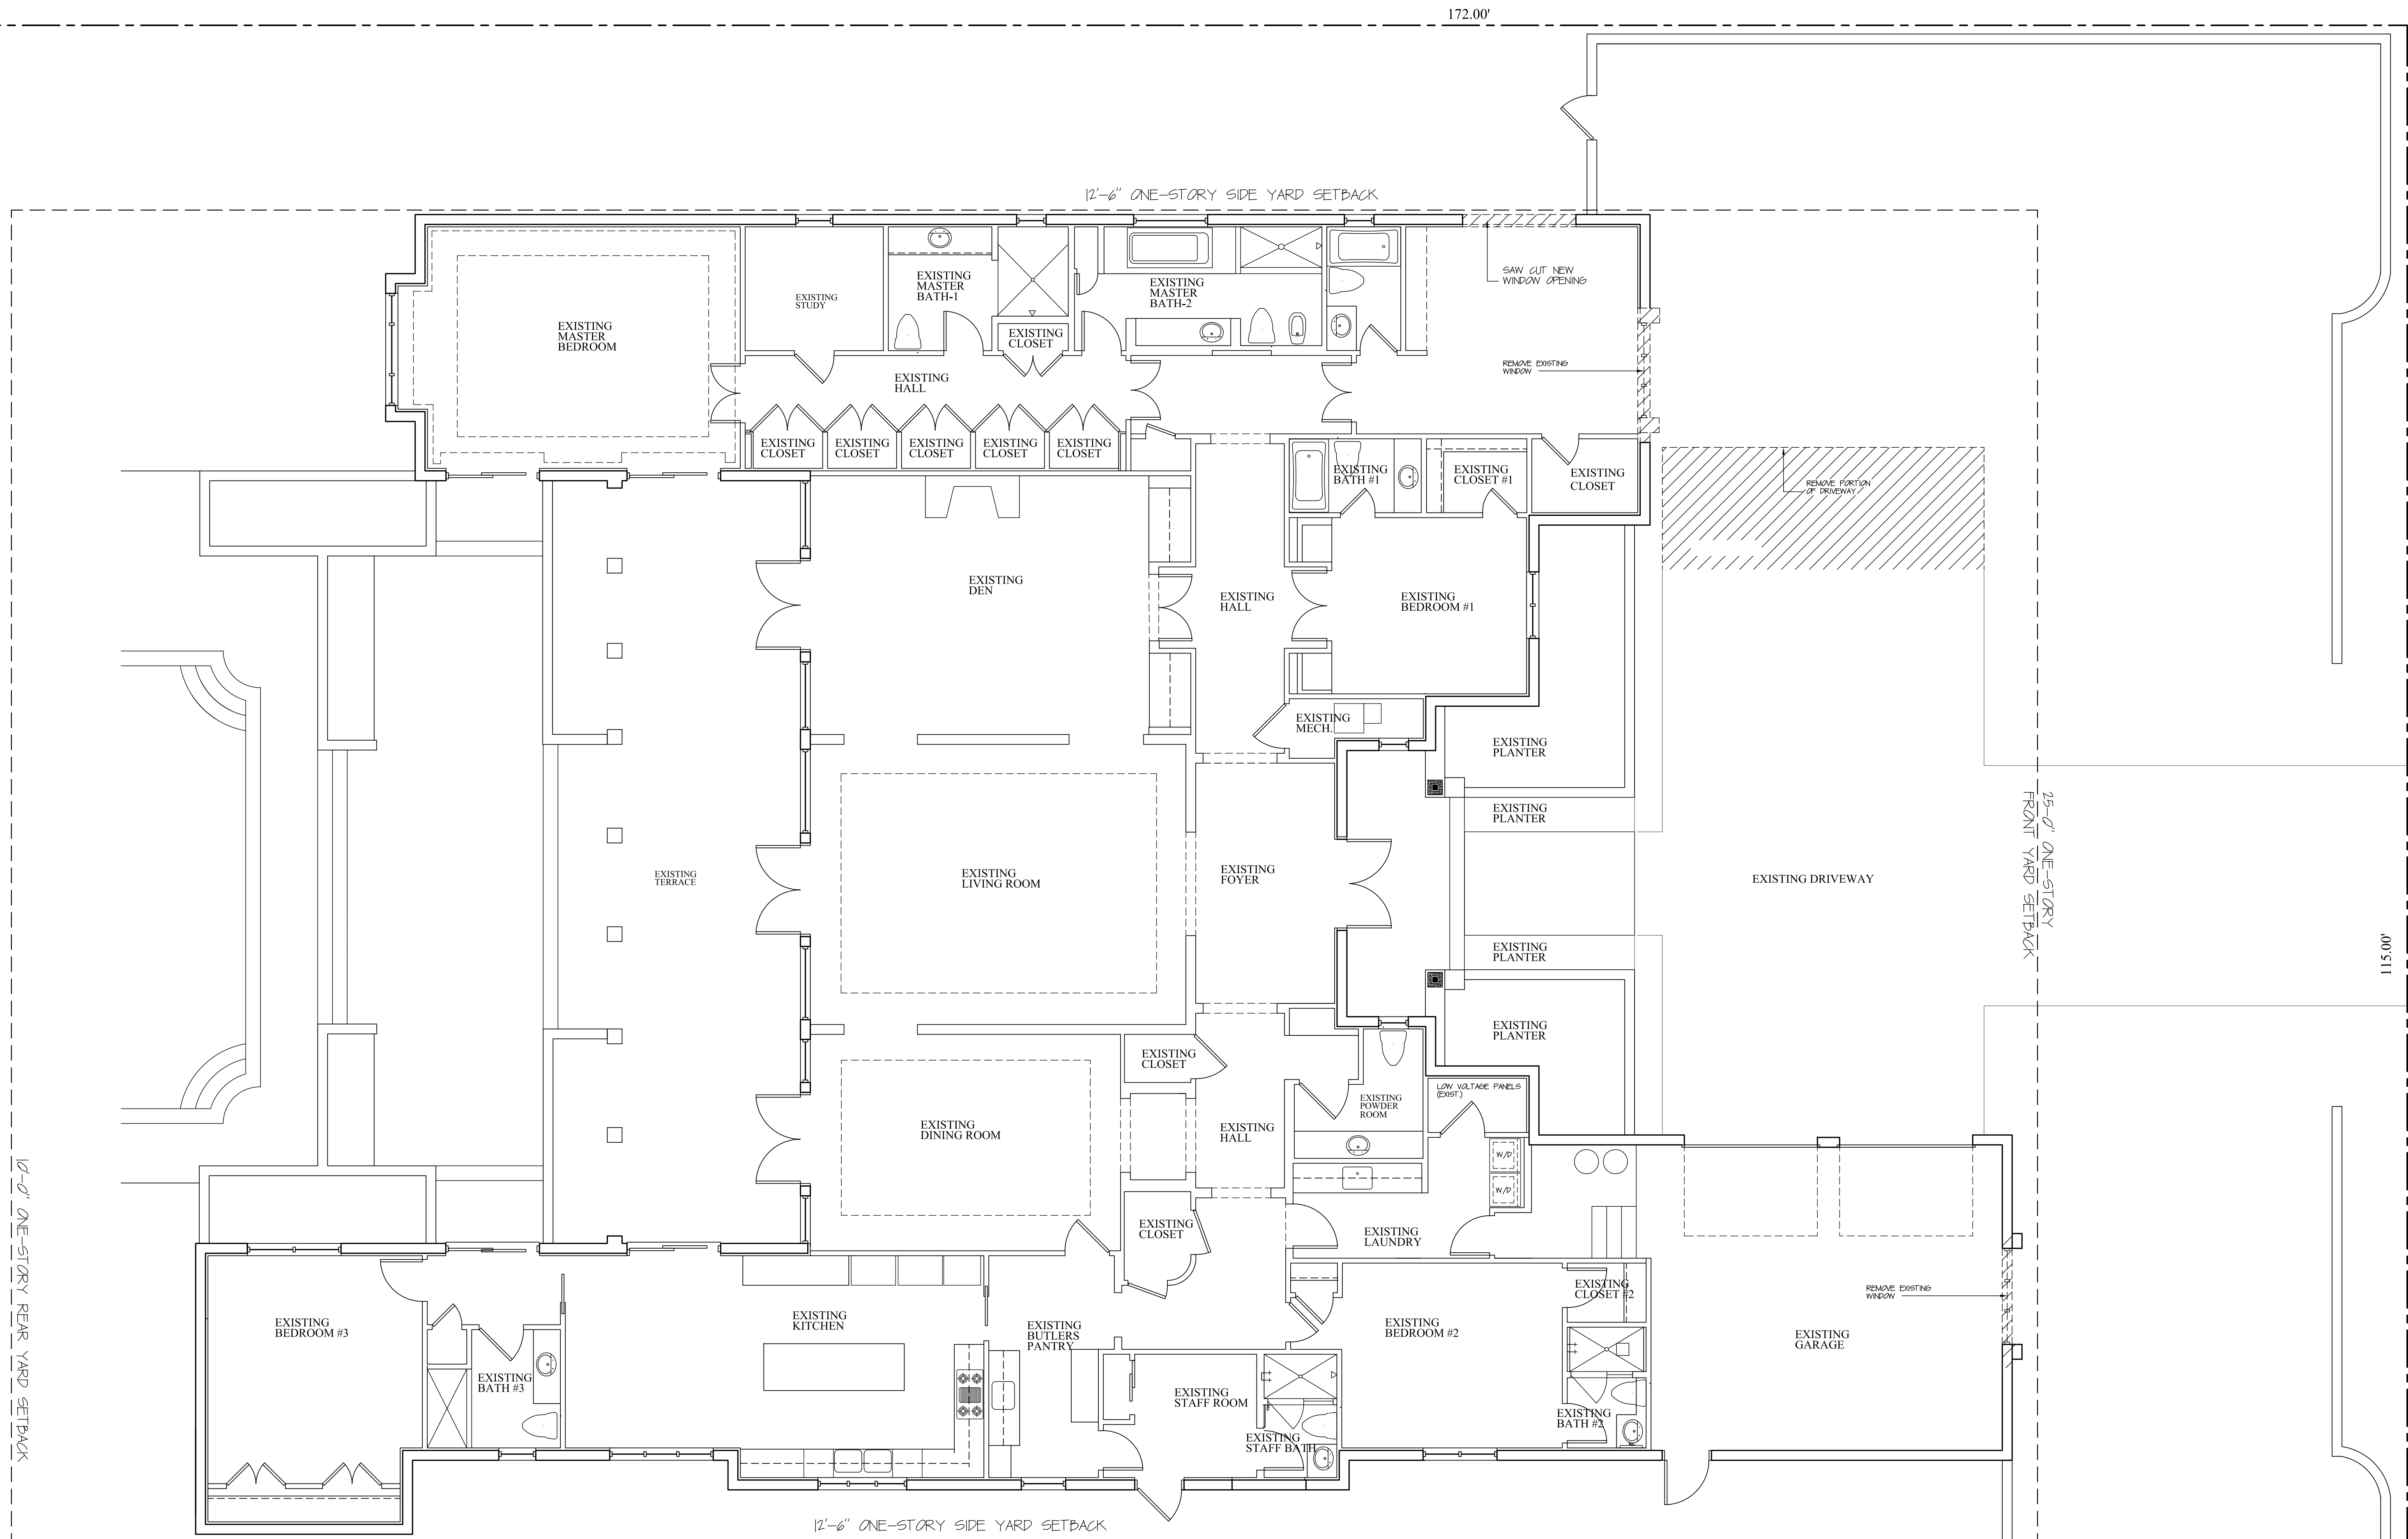 172.00'
12'-6" ONE-STORY SIDE YARD SETBACK
SAW CUT NEW
WINDOW OPENING
EXISTING
MASTER
BATH-1
EXISTING
MASTER
BATH-2
EXISTING
STUDY
EXISTING
MASTER
BEDROOM
EXISTING
CLOSET
REMOVE EXISTING
WINDOW
EXISTING
HALL
EXISTING
CLOSET
EXISTING
CLOSET
EXISTING
CLOSET
EXISTING
CLOSET
EXISTING
CLOSET
EXISTING
BATH #1
EXISTING
CLOSET #1
EXISTING
CLOSET
REMOVE PORTION
OF DRIVEWAY
EXISTING
DEN
EXISTING
HALL
EXISTING
BEDROOM #1
EXISTING
MECH.
EXISTING
PLANTER
EXISTING
PLANTER
25'-0" ONE-STORY
FRONT YARD SETBACK
EXISTING
TERRACE
EXISTING
LIVING ROOM
EXISTING
FOYER
EXISTING DRIVEWAY
115.00'
EXISTING
PLANTER
EXISTING
PLANTER
EXISTING
CLOSET
LOW VOLTAGE PANELS
(EXIST.)
EXISTING
POWDER
ROOM
EXISTING
DINING ROOM
EXISTING
HALL
W/D
W/D
10'-0" ONE-STORY REAR YARD SETBACK
EXISTING
CLOSET
EXISTING
LAUNDRY
EXISTING
CLOSET #2
REMOVE EXISTING
WINDOW
EXISTING
BEDROOM #3
EXISTING
KITCHEN
EXISTING
BUTLERS
PANTRY
EXISTING
BEDROOM #2
EXISTING
GARAGE
EXISTING
BATH #3
EXISTING
STAFF ROOM
EXISTING
BATH #2
EXISTING
STAFF BATH
12'-6" ONE-STORY SIDE YARD SETBACK